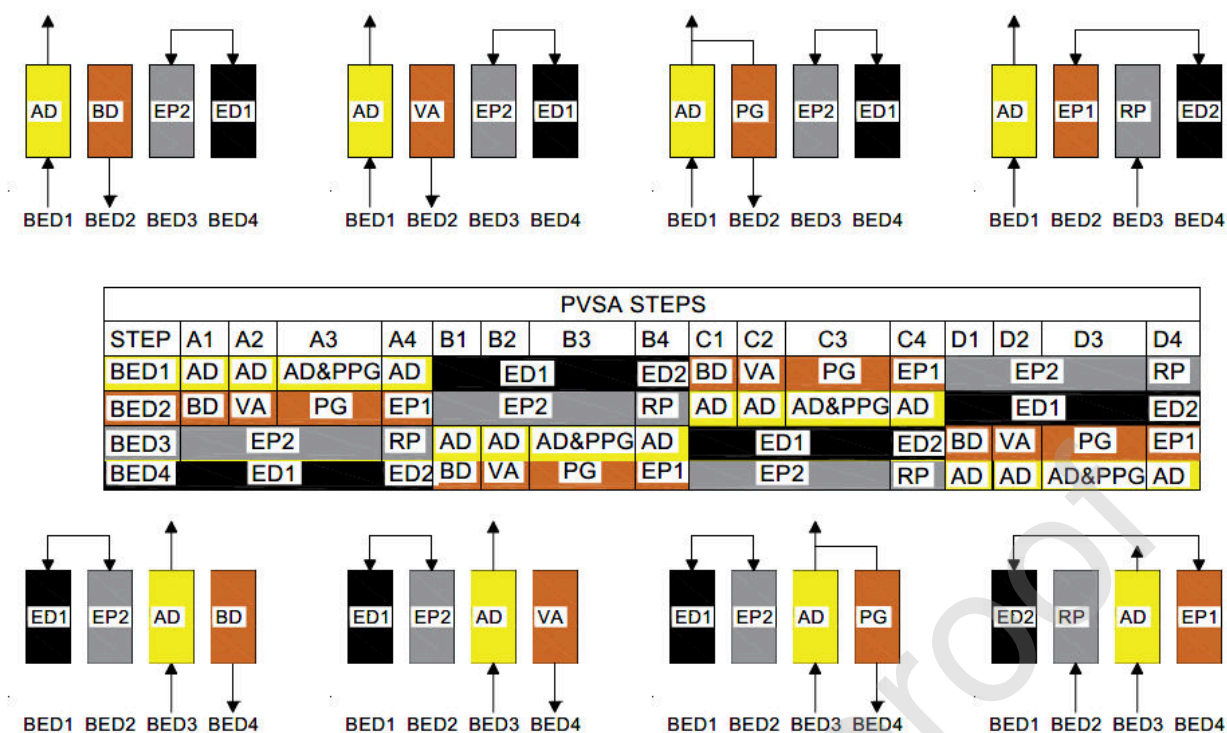 AD BD EP2 ED1
BED1 BED2 BED3 BED4
AD VA EP2 ED1
BED1 BED2 BED3 BED4
AD PG EP2 ED1
BED1 BED2 BED3 BED4
AD EP1 RP ED2
BED1 BED2 BED3 BED4
PVSA STEPS
STEP A1 A2 A3 A4 B1 B2 B3 B4 C1 C2 C3 C4 D1 D2 D3 D4
BED1 AD AD AD&PPG AD ED1 ED2 BD VA PG EP1 EP2 RP
BED2 BD VA PG EP1 EP2 RP AD AD AD&PPG AD ED1 ED2
BED3 EP2 RP AD AD AD&PPG AD ED1 ED2 BD VA PG EP1
BED4 ED1 ED2 BD VA PG EP1 EP2 RP AD AD AD&PPG AD
ED1 EP2 AD BD
BED1 BED2 BED3 BED4
ED1 EP2 AD VA
BED1 BED2 BED3 BED4
ED1 EP2 AD PG
BED1 BED2 BED3 BED4
ED2 RP AD EP1
BED1 BED2 BED3 BED4
roof